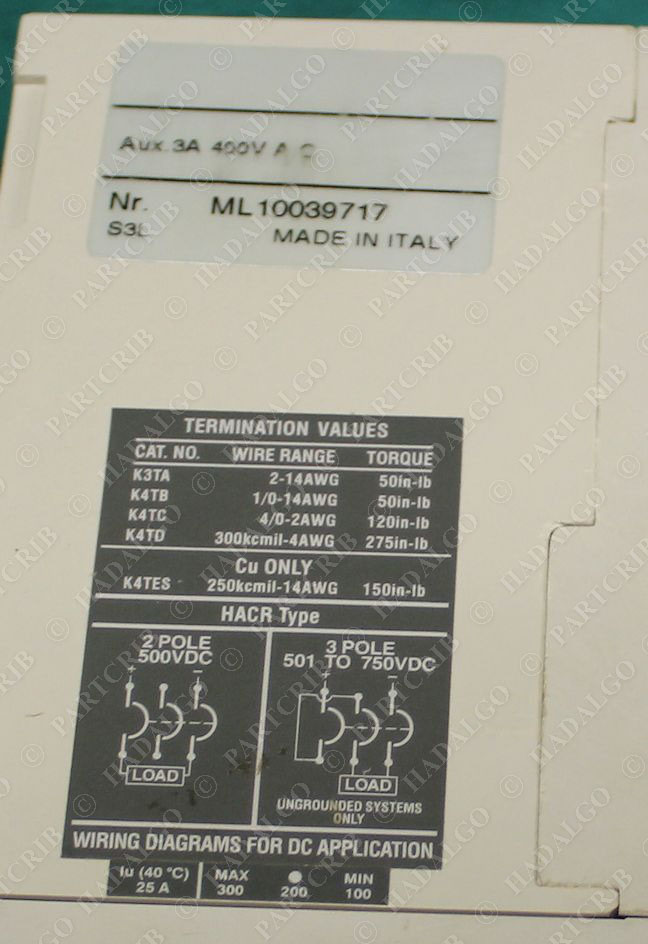 Aux 3A 400V A C
Nr. ML10039717
S3L MADE IN ITALY
TERMINATION VALUES
CAT. NO. WIRE RANGE TORQUE
K3TA 2-14AWG 50in-lb
K4TB 1/0-14AWG 50in-lb
K4TC 4/0-2AWG 120in-lb
K4TD 300kcmil-4AWG 275in-lb
Cu ONLY
K4TES 250kcmil-14AWG 150in-lb
HACR Type
2 POLE
500VDC
+ -
LOAD
3 POLE
501 TO 750VDC
+ -
LOAD
UNGROUNDED SYSTEMS
ONLY
WIRING DIAGRAMS FOR DC APPLICATION
Iu (40 °C) MAX MIN
25 A 300 200 100
© PARTCRIB
© HADALGO